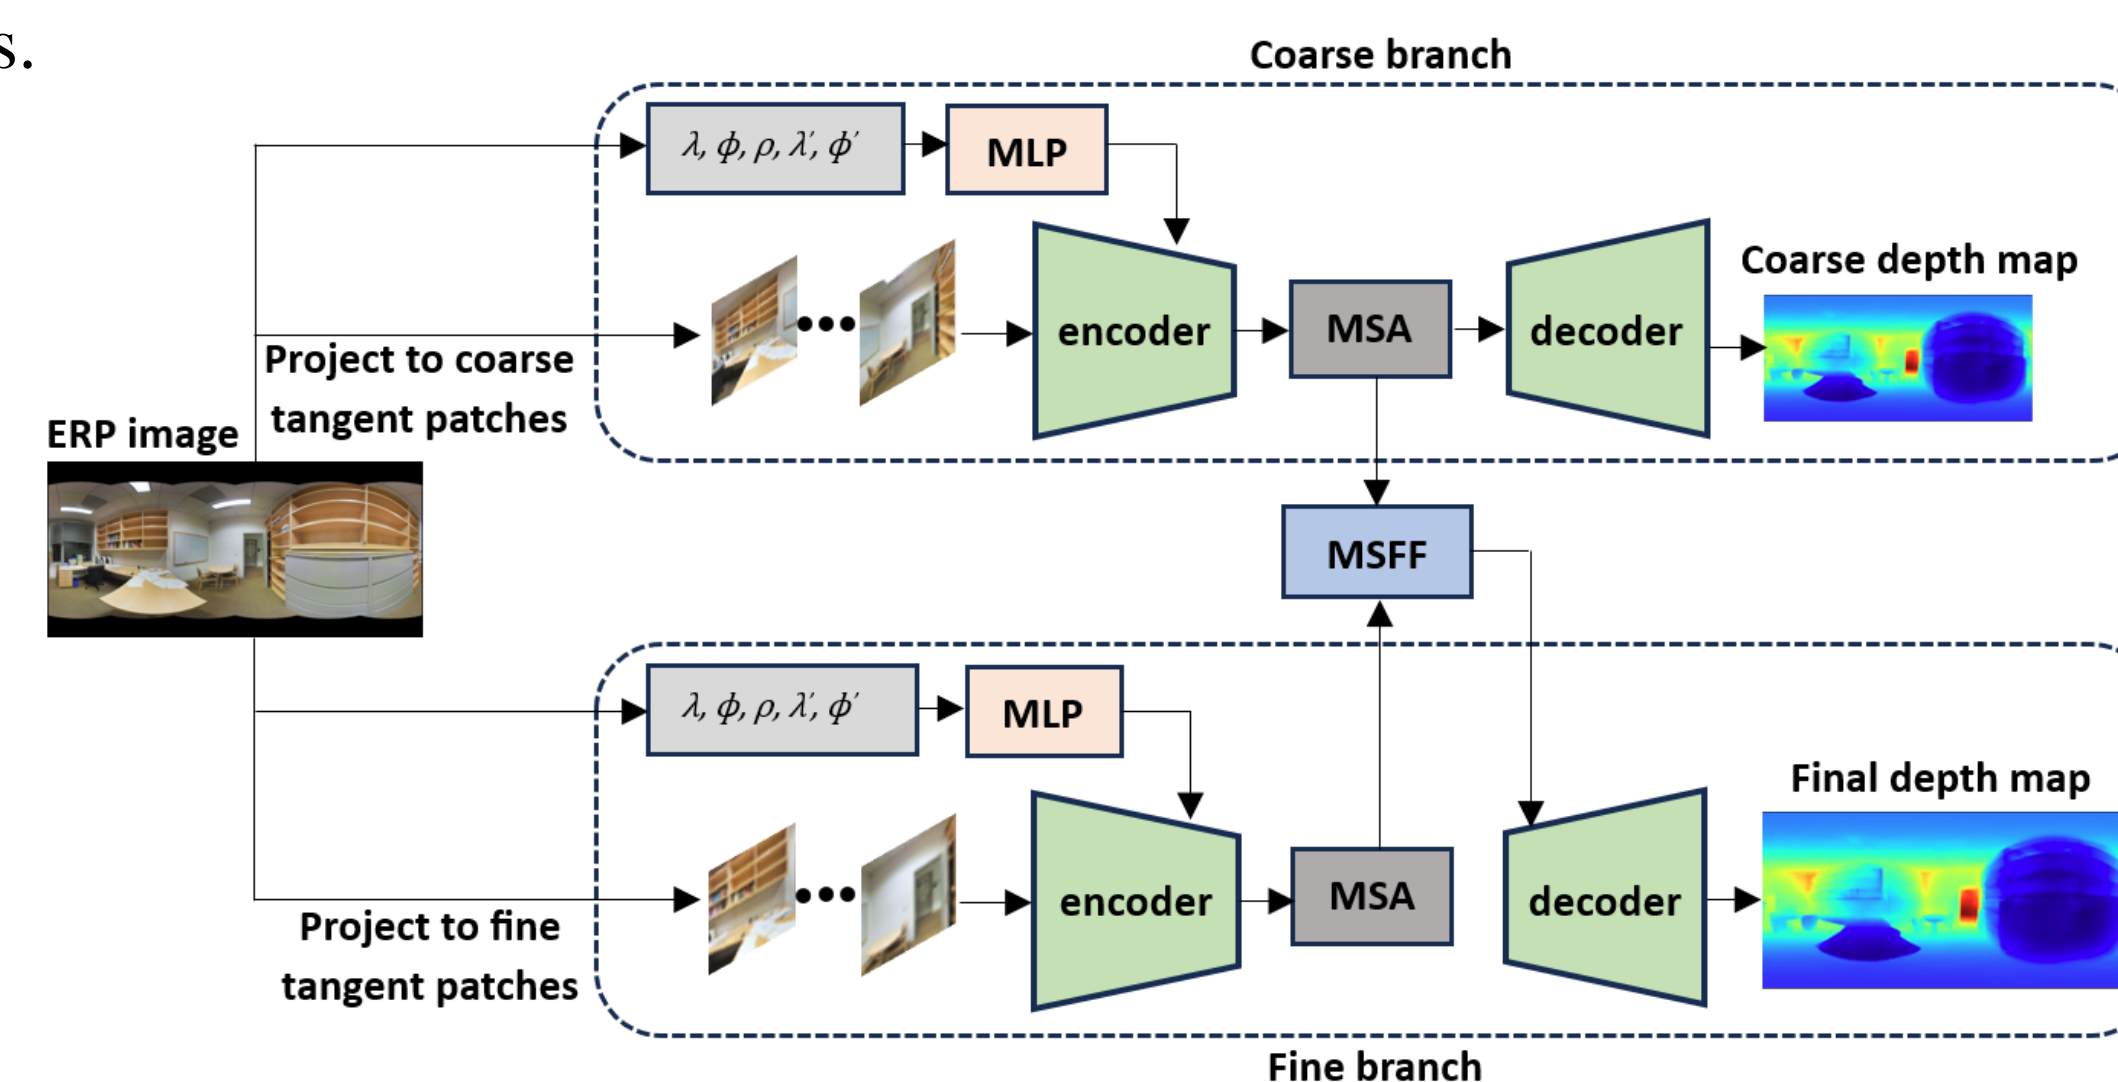 s.
Coarse branch
λ, ϕ, ρ, λ′, ϕ′
MLP
encoder
MSA
decoder
Coarse depth map
Project to coarse
tangent patches
ERP image
MSFF
λ, ϕ, ρ, λ′, ϕ′
MLP
encoder
MSA
decoder
Final depth map
Project to fine
tangent patches
Fine branch